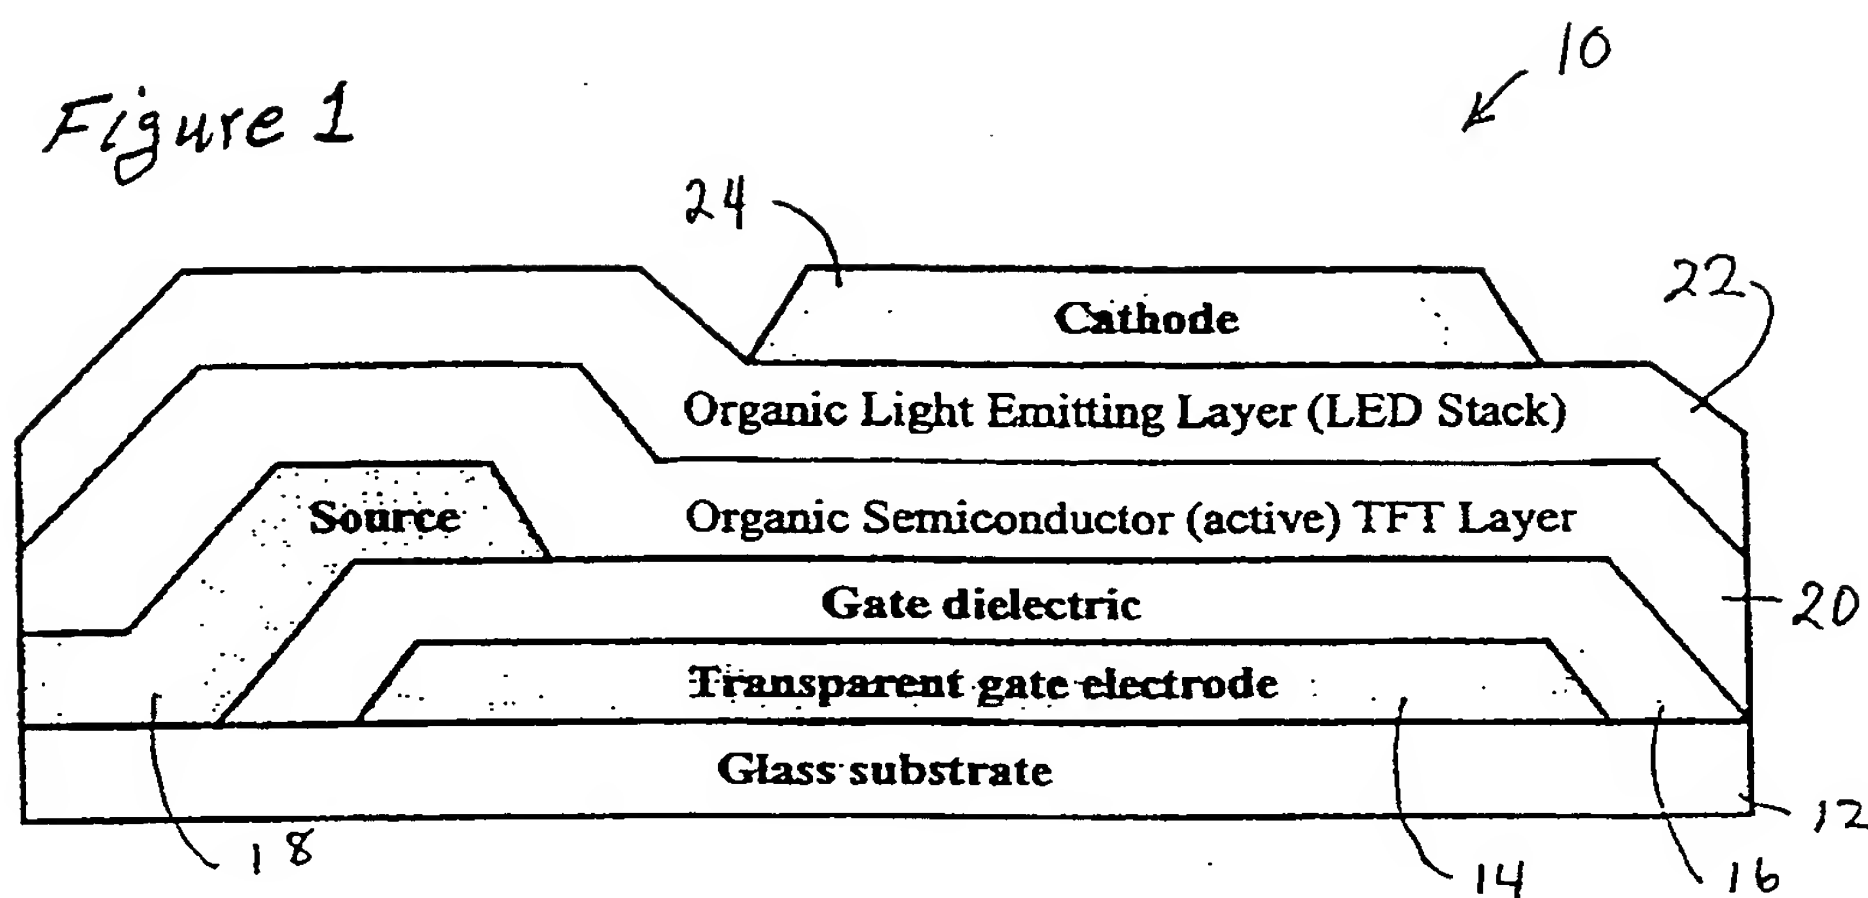 10
Figure 1
24
22
Cathode
Organic Light Emitting Layer (LED Stack)
Source
Organic Semiconductor (active) TFT Layer
Gate dielectric
20
Transparent gate electrode
Glass substrate
12
18
14
16